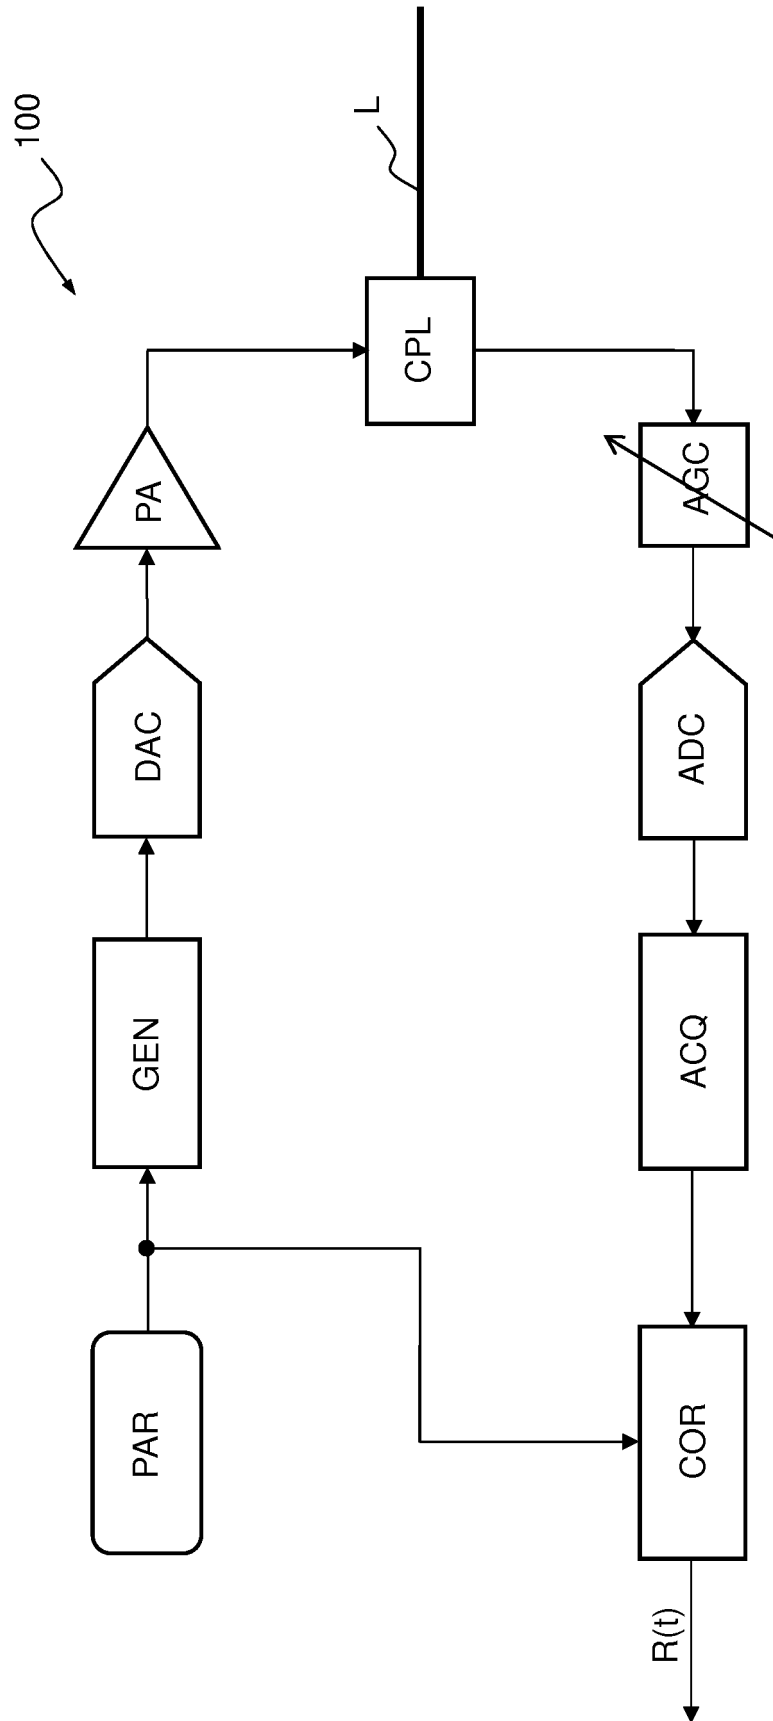 100
L
PAR
GEN
DAC
PA
CPL
AGC
ADC
ACQ
COR
R(t)